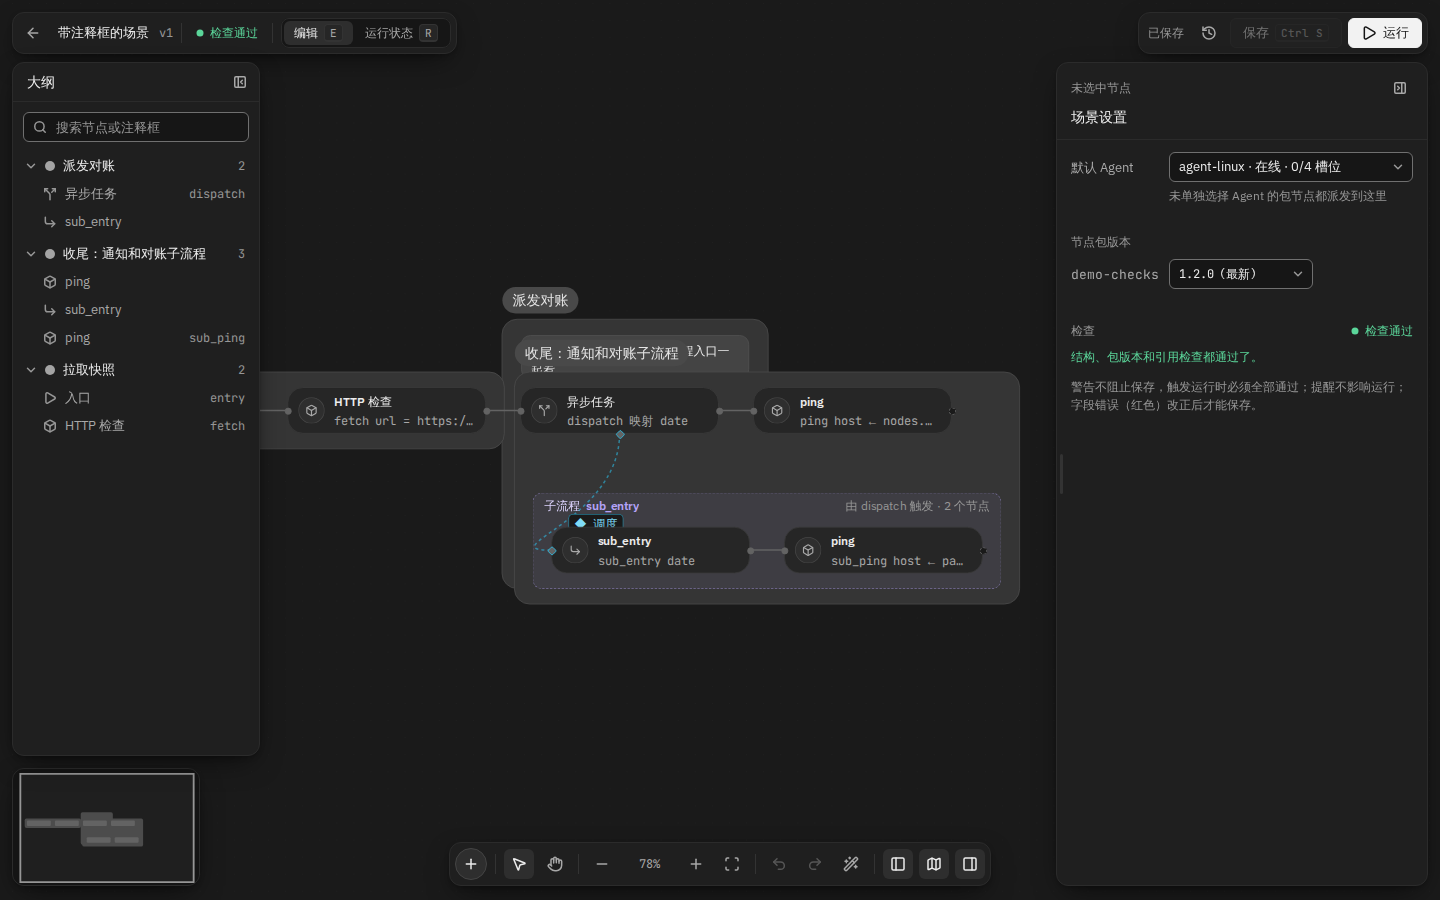 带注释框的场景 v1 检查通过 编辑 E 运行状态 R
已保存 保存 Ctrl S 运行
大纲
搜索节点或注释框
派发对账 2
异步任务 dispatch
sub_entry
收尾：通知和对账子流程 3
ping
sub_entry
ping sub_ping
拉取快照 2
入口 entry
HTTP 检查 fetch
派发对账
收尾：通知和对账子流程 入口一
HTTP 检查
fetch url = https:/…
异步任务
dispatch 映射 date
ping
ping host ← nodes.…
子流程 sub_entry 由 dispatch 触发 · 2 个节点
调度
sub_entry
sub_entry date
ping
sub_ping host ← pa…
未选中节点
场景设置
默认 Agent agent-linux · 在线 · 0/4 槽位
未单独选择 Agent 的包节点都派发到这里
节点包版本
demo-checks 1.2.0 (最新)
检查 检查通过
结构、包版本和引用检查都通过了。
警告不阻止保存，触发运行时必须全部通过；提醒不影响运行；
字段错误（红色）改正后才能保存。
78%